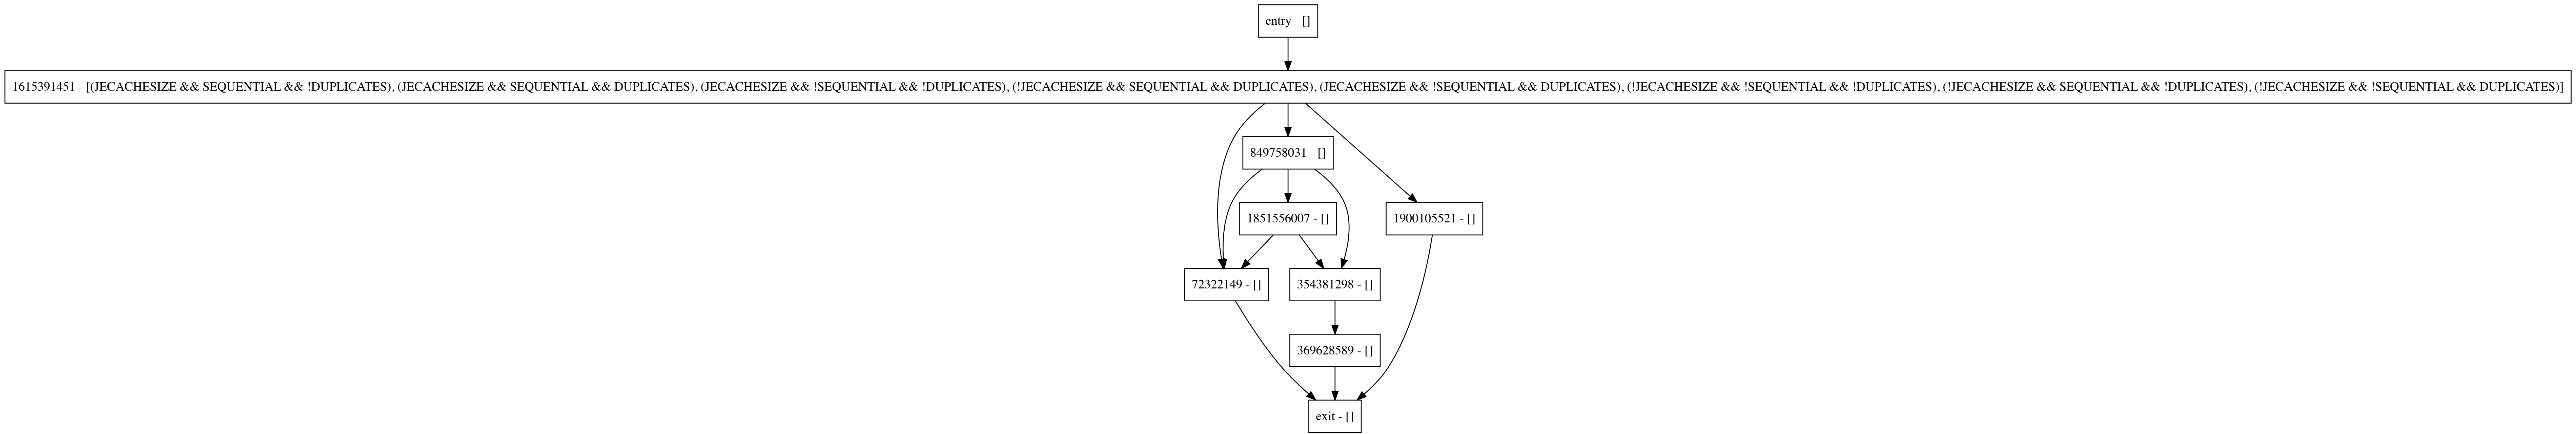 entry - []
1615391451 - [(JECACHESIZE && SEQUENTIAL && !DUPLICATES), (JECACHESIZE && SEQUENTIAL && DUPLICATES), (JECACHESIZE && !SEQUENTIAL && !DUPLICATES), (!JECACHESIZE && SEQUENTIAL && DUPLICATES), (JECACHESIZE && !SEQUENTIAL && DUPLICATES), (!JECACHESIZE && !SEQUENTIAL && !DUPLICATES), (!JECACHESIZE && SEQUENTIAL && !DUPLICATES), (!JECACHESIZE && !SEQUENTIAL && DUPLICATES)]
849758031 - []
1851556007 - []
1900105521 - []
72322149 - []
354381298 - []
369628589 - []
exit - []